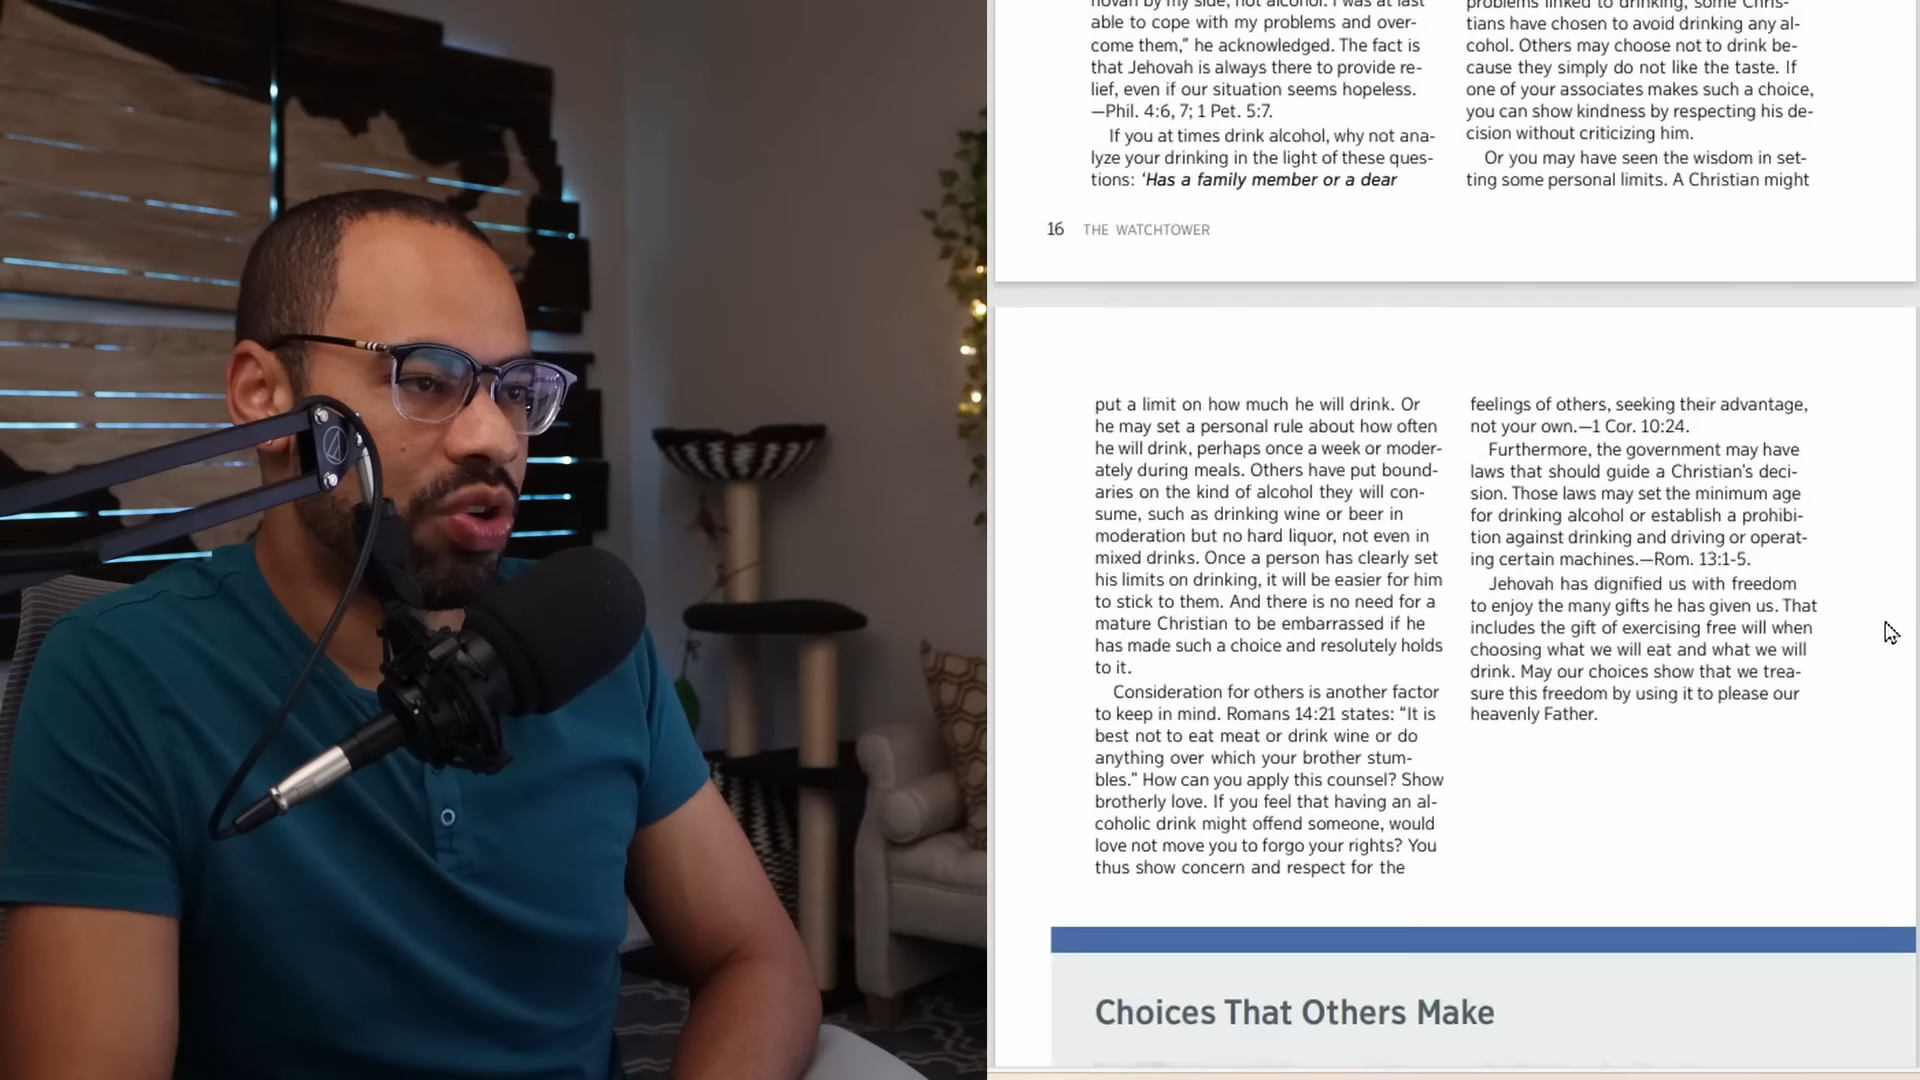 novah by my side, not alcohol. I was at last
able to cope with my problems and over-
come them,” he acknowledged. The fact is
that Jehovah is always there to provide re-
lief, even if our situation seems hopeless.
—Phil. 4:6, 7; 1 Pet. 5:7.
If you at times drink alcohol, why not ana-
lyze your drinking in the light of these ques-
tions: ‘Has a family member or a dear
problems linked to drinking, some Chris-
tians have chosen to avoid drinking any al-
cohol. Others may choose not to drink be-
cause they simply do not like the taste. If
one of your associates makes such a choice,
you can show kindness by respecting his de-
cision without criticizing him.
Or you may have seen the wisdom in set-
ting some personal limits. A Christian might
16 THE WATCHTOWER
put a limit on how much he will drink. Or
he may set a personal rule about how often
he will drink, perhaps once a week or moder-
ately during meals. Others have put bound-
aries on the kind of alcohol they will con-
sume, such as drinking wine or beer in
moderation but no hard liquor, not even in
mixed drinks. Once a person has clearly set
his limits on drinking, it will be easier for him
to stick to them. And there is no need for a
mature Christian to be embarrassed if he
has made such a choice and resolutely holds
to it.
Consideration for others is another factor
to keep in mind. Romans 14:21 states: “It is
best not to eat meat or drink wine or do
anything over which your brother stum-
bles.” How can you apply this counsel? Show
brotherly love. If you feel that having an al-
coholic drink might offend someone, would
love not move you to forgo your rights? You
thus show concern and respect for the
feelings of others, seeking their advantage,
not your own.—1 Cor. 10:24.
Furthermore, the government may have
laws that should guide a Christian's deci-
sion. Those laws may set the minimum age
for drinking alcohol or establish a prohibi-
tion against drinking and driving or operat-
ing certain machines.—Rom. 13:1-5.
Jehovah has dignified us with freedom
to enjoy the many gifts he has given us. That
includes the gift of exercising free will when
choosing what we will eat and what we will
drink. May our choices show that we trea-
sure this freedom by using it to please our
heavenly Father.
Choices That Others Make